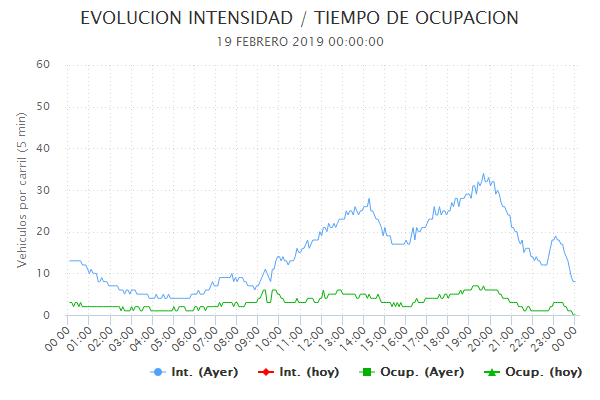 EVOLUCION INTENSIDAD / TIEMPO DE OCUPACION
19 FEBRERO 2019 00:00:00
Vehiculos por carril (5 min)
60
50
40
30
20
10
0
00:00 01:00 02:00 03:00 04:00 05:00 06:00 07:00 08:00 09:00 10:00 11:00 12:00 13:00 14:00 15:00 16:00 17:00 18:00 19:00 20:00 21:00 22:00 23:00 00:00
Int. (Ayer) Int. (hoy) Ocup. (Ayer) Ocup. (hoy)